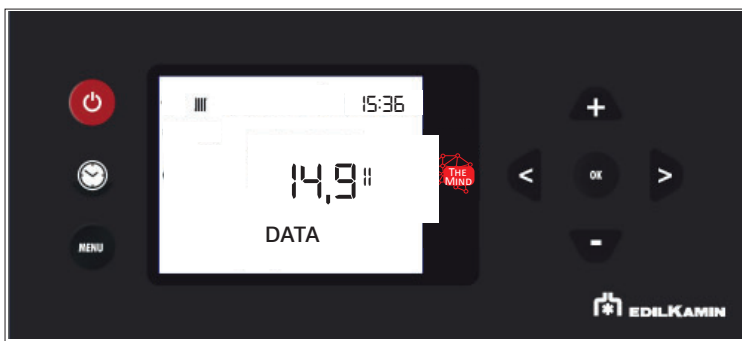 15:36
14,9"
THE
MIND
DATA
OK
MENU
EDILKAMIN